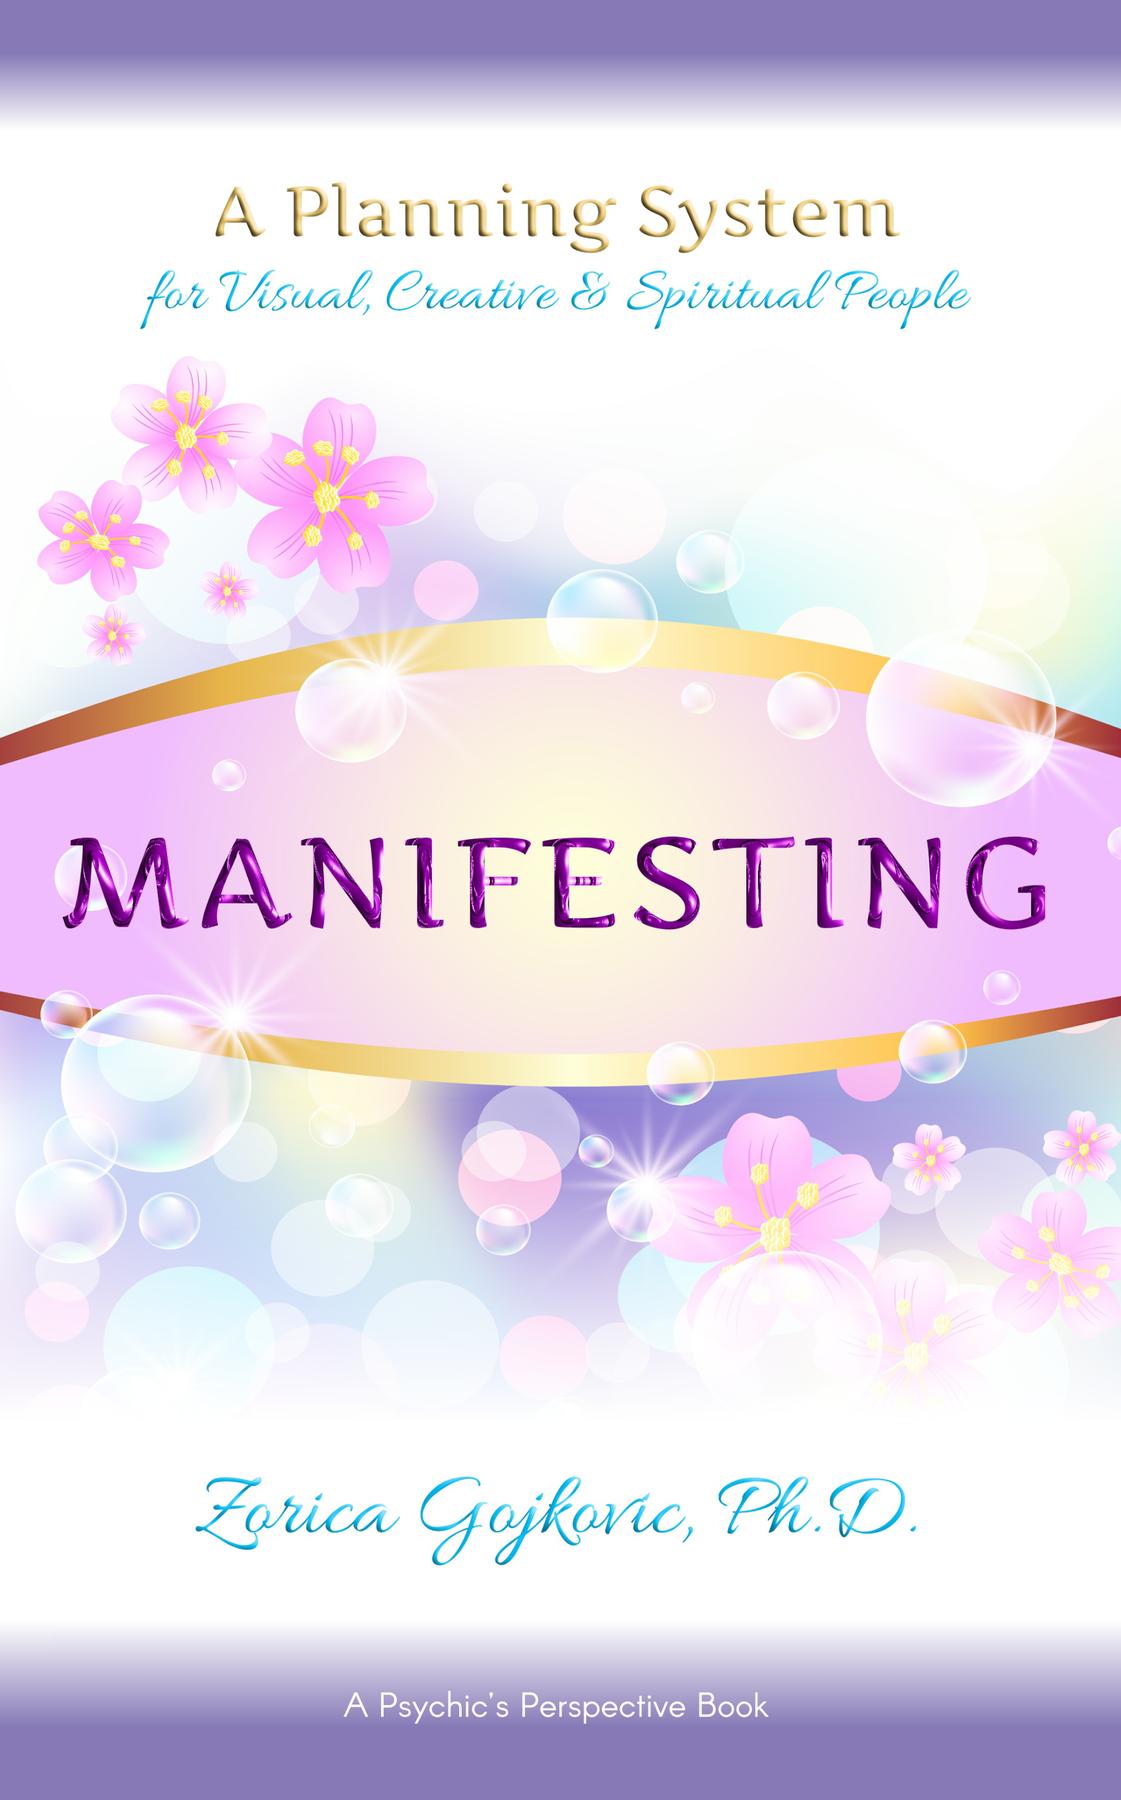 A Planning System
for Visual, Creative & Spiritual People
MANIFESTING
Zorica Gojkovic, Ph.D.
A Psychic's Perspective Book